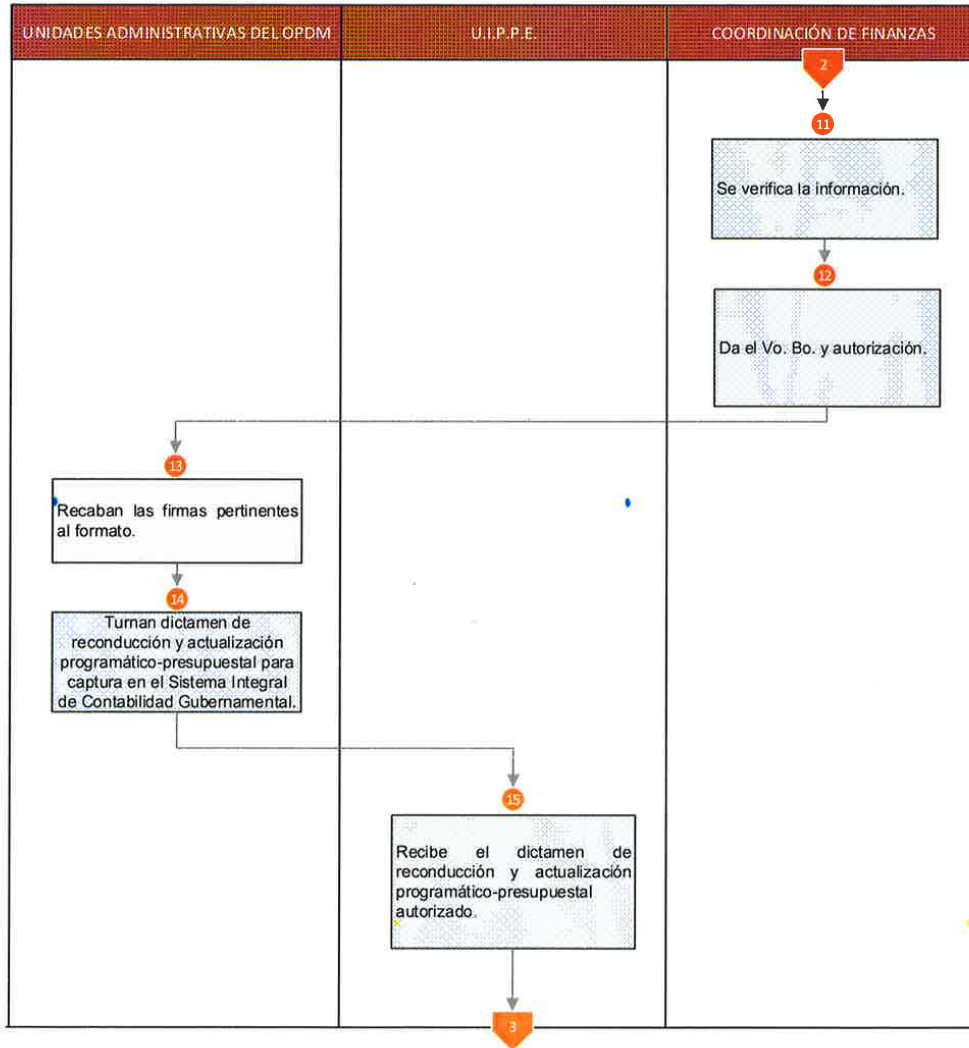 UNIDADES ADMINISTRATIVAS DEL OPDM
U.I.P.P.E.
COORDINACIÓN DE FINANZAS
2
11
Se verifica la información.
12
Da el Vo. Bo. y autorización.
13
Recaban las firmas pertinentes
al formato.
14
Turnan dictamen de
reconducción y actualización
programático-presupuestal para
captura en el Sistema Integral
de Contabilidad Gubernamental.
15
Recibe el dictamen de
reconducción y actualización
programático-presupuestal
autorizado.
3